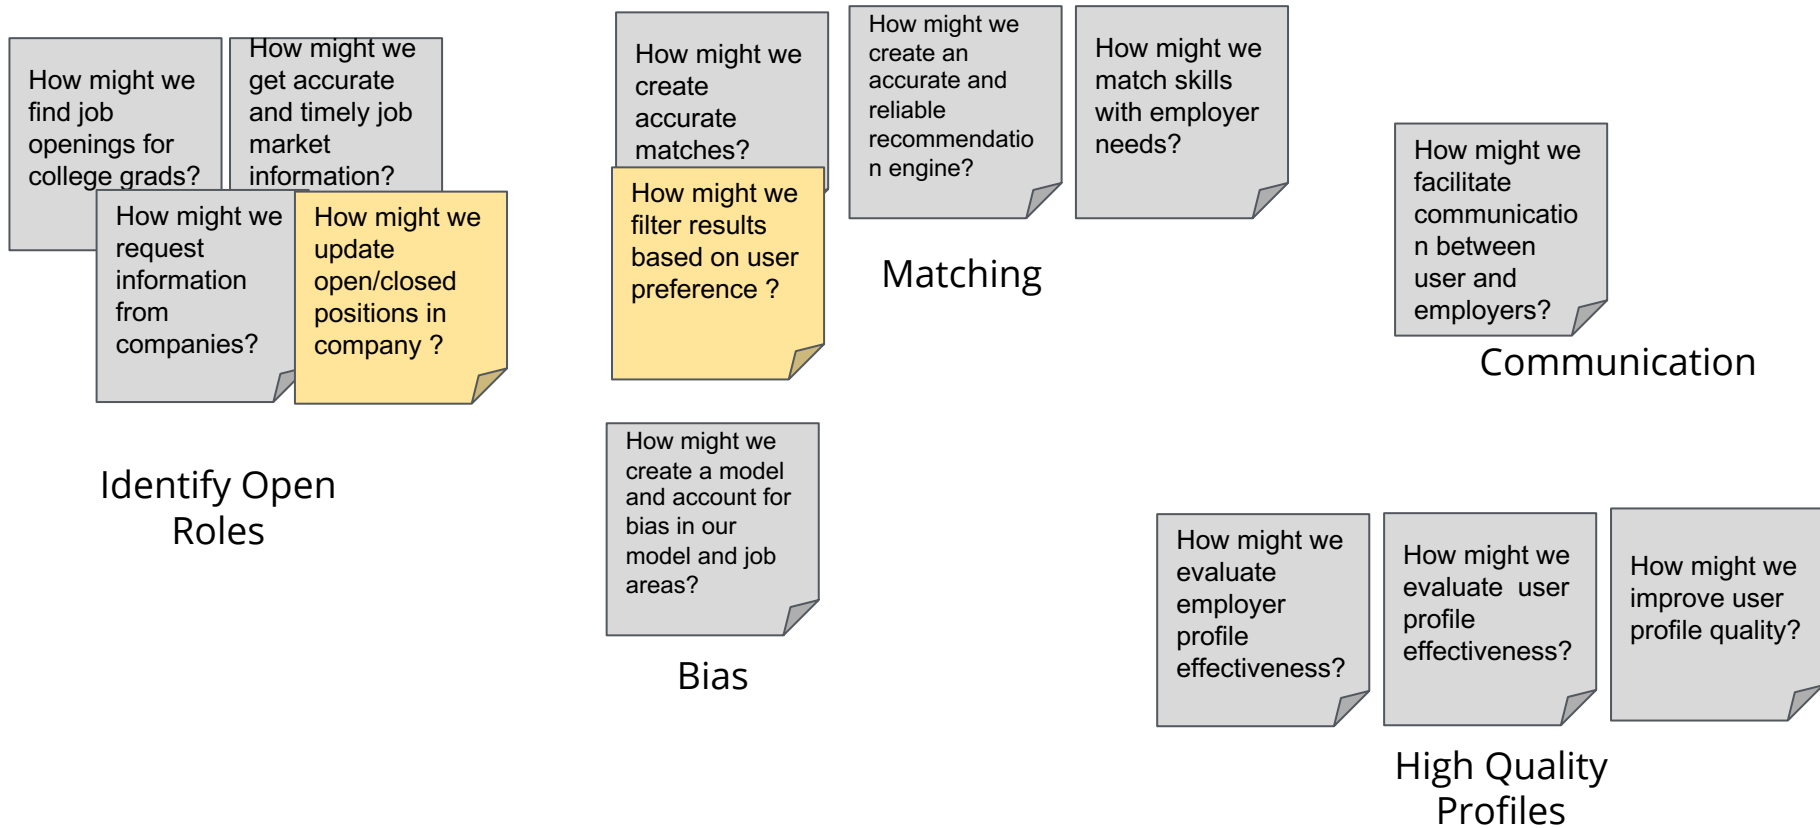 How might we
find job
openings for
college grads?
How might we
get accurate
and timely job
market
information?
How might we
request
information
from
companies?
How might we
update
open/closed
positions in
company ?
Identify Open
Roles
How might we
create
accurate
matches?
How might we
filter results
based on user
preference ?
How might we
create an
accurate and
reliable
recommendatio
n engine?
How might we
match skills
with employer
needs?
Matching
How might we
create a model
and account for
bias in our
model and job
areas?
Bias
How might we
facilitate
communicatio
n between
user and
employers?
Communication
How might we
evaluate
employer
profile
effectiveness?
How might we
evaluate  user
profile
effectiveness?
How might we
improve user
profile quality?
High Quality
Profiles